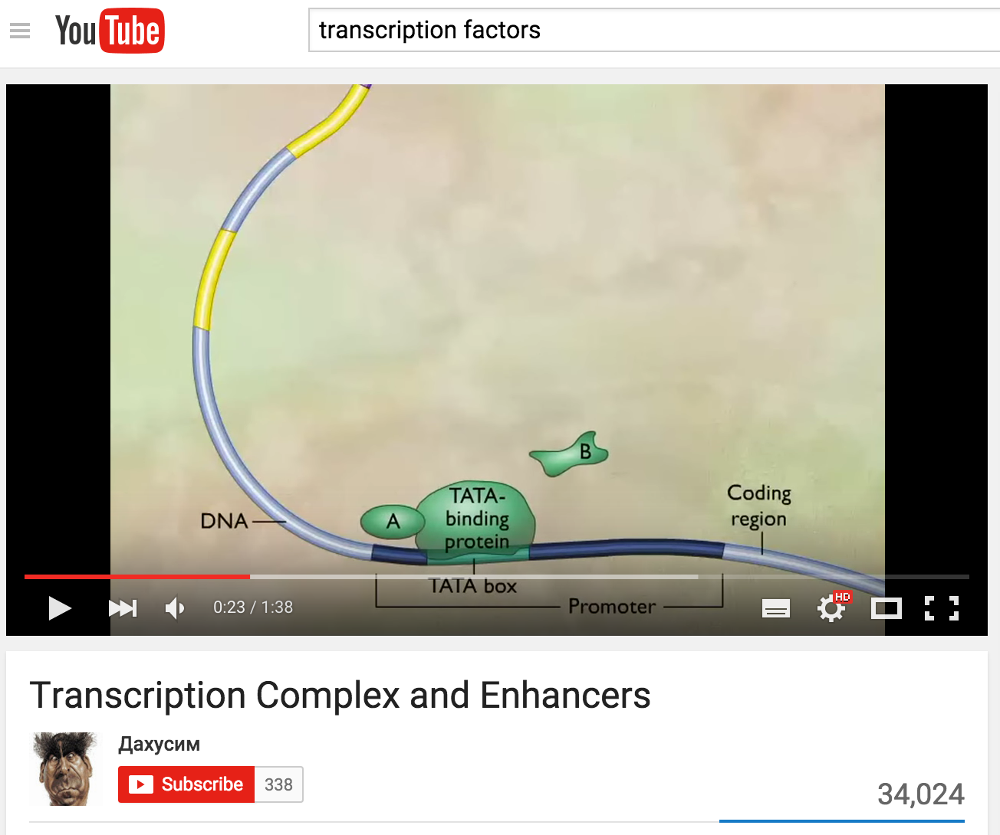 YouTube
transcription factors
B
TATA-
binding
protein
A
DNA
Coding
region
TATA box
Promoter
0:23 / 1:38
HD
Transcription Complex and Enhancers
Дахусим
Subscribe 338
34,024